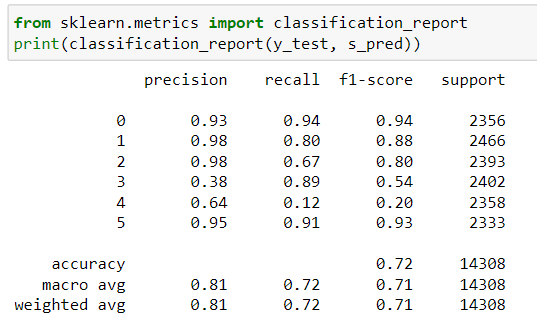 from sklearn.metrics import classification_report
print(classification_report(y_test, s_pred))
precision recall f1-score support
0 0.93 0.94 0.94 2356
1 0.98 0.80 0.88 2466
2 0.98 0.67 0.80 2393
3 0.38 0.89 0.54 2402
4 0.64 0.12 0.20 2358
5 0.95 0.91 0.93 2333
accuracy 0.72 14308
macro avg 0.81 0.72 0.71 14308
weighted avg 0.81 0.72 0.71 14308